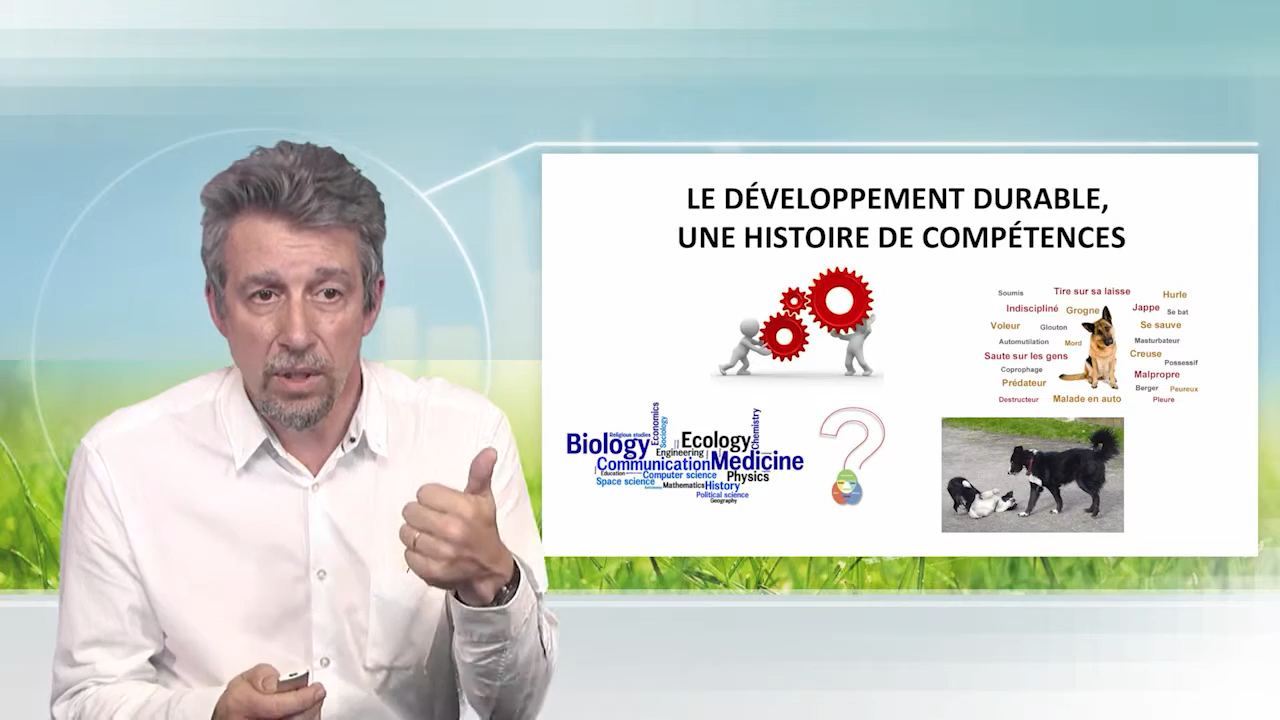 LE DÉVELOPPEMENT DURABLE,
UNE HISTOIRE DE COMPÉTENCES
Soumis
Tire sur sa laisse
Hurle
Indiscipliné
Grogne
Jappe
Se bat
Voleur
Glouton
Se sauve
Automutilation
Mord
Masturbateur
Saute sur les gens
Creuse
Possessif
Coprophage
Malpropre
Prédateur
Berger
Peureux
Destructeur
Malade en auto
Pleure
Economics
Sociology
Chemistry
Religious studies
Biology
Ecology
Engineering
Communication
Medicine
Education
Computer science
Physics
Space science
Mathematics
History
Political science
Geography
?